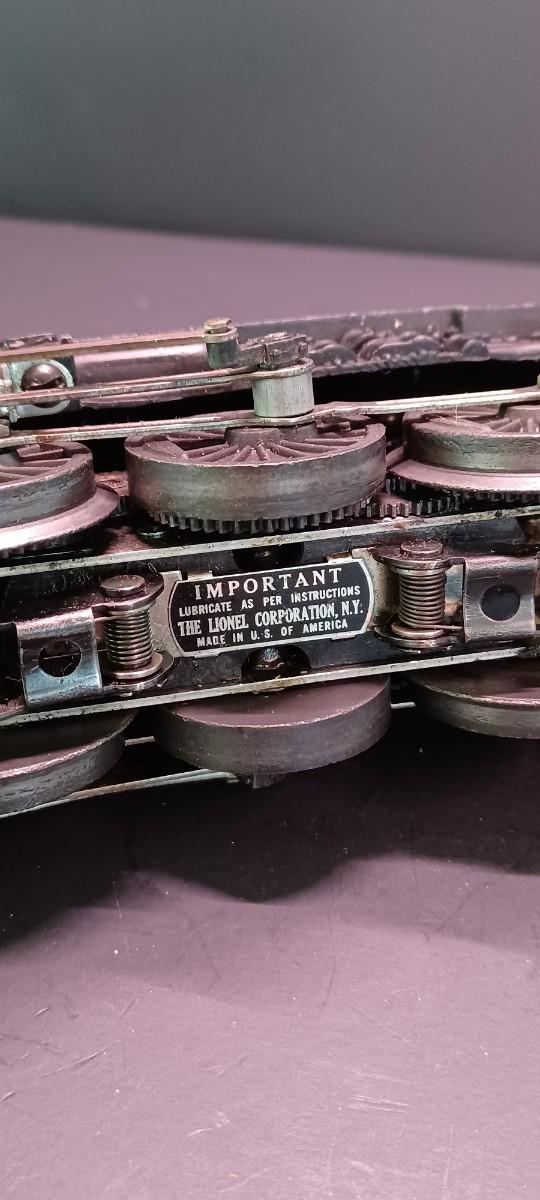 IMPORTANT
LUBRICATE AS PER INSTRUCTIONS
THE LIONEL CORPORATION, N.Y.
MADE IN U.S. OF AMERICA